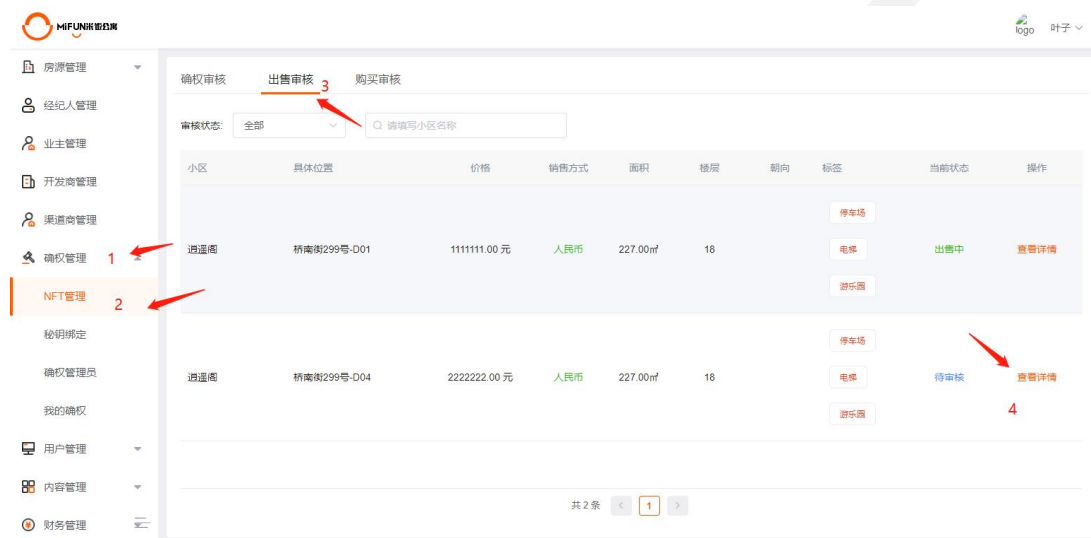 MiFUN米饭公寓
logo 叶子
房源管理
经纪人管理
业主管理
开发商管理
渠道商管理
确权管理 1
NFT管理 2
秘钥绑定
确权管理员
我的确权
用户管理
内容管理
财务管理
确权审核 出售审核 3 购买审核
审核状态: 全部 请填写小区名称
小区 具体位置 价格 销售方式 面积 楼层 朝向 标签 当前状态 操作
停车场
逍遥阁 桥南街299号-D01 1111111.00 元 人民币 227.00㎡ 18 电梯 出售中 查看详情
游乐园
停车场
逍遥阁 桥南街299号-D04 2222222.00 元 人民币 227.00㎡ 18 电梯 待审核 查看详情
游乐园
4
共 2 条 1